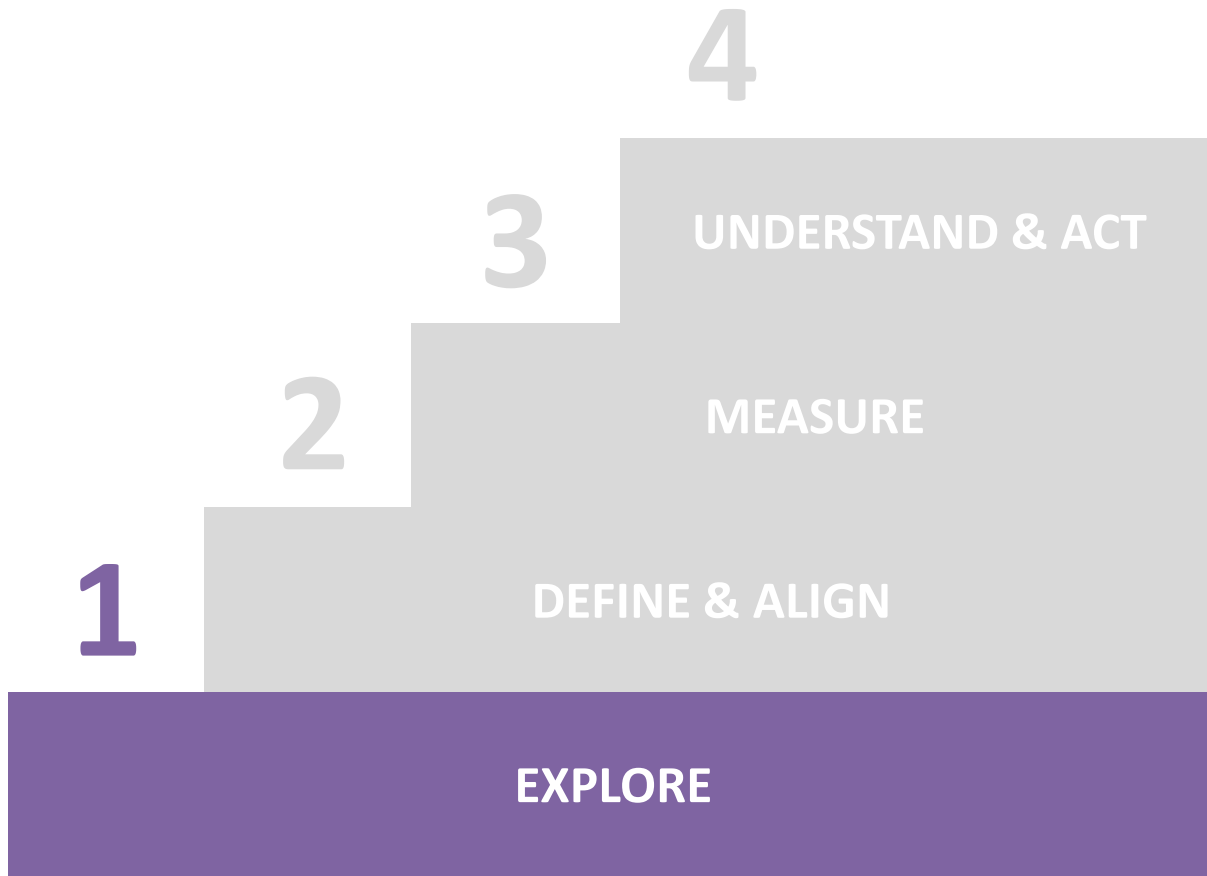 4
UNDERSTAND & ACT
3
MEASURE
2
DEFINE & ALIGN
1
EXPLORE